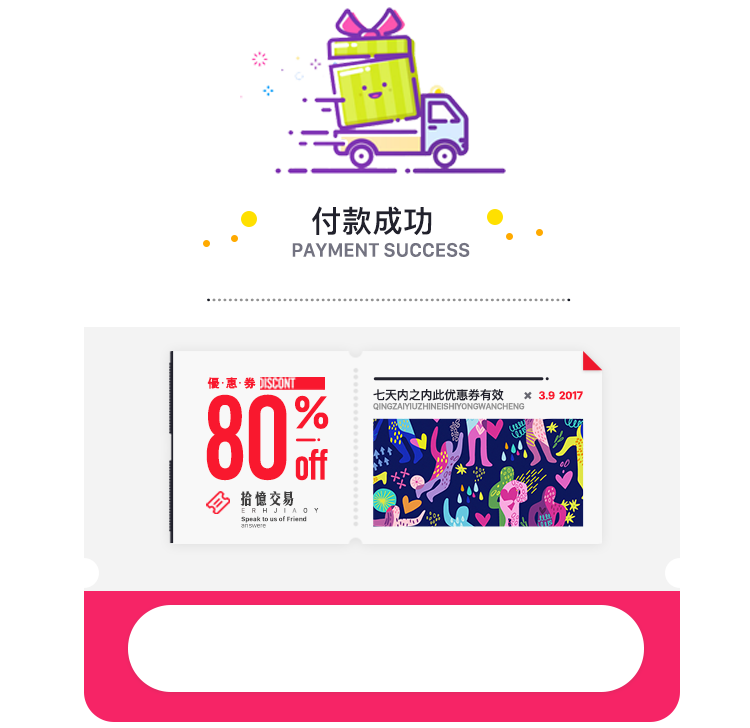 付款成功
PAYMENT SUCCESS
優·惠·券 DISCONT
80%
off
拾憶交易
ERHJIAOY
Speak to us of Friend
answere
七天内之内此优惠券有效 × 3.9 2017
QINGZAIYIUZHINEISHIYONGWANCHENG